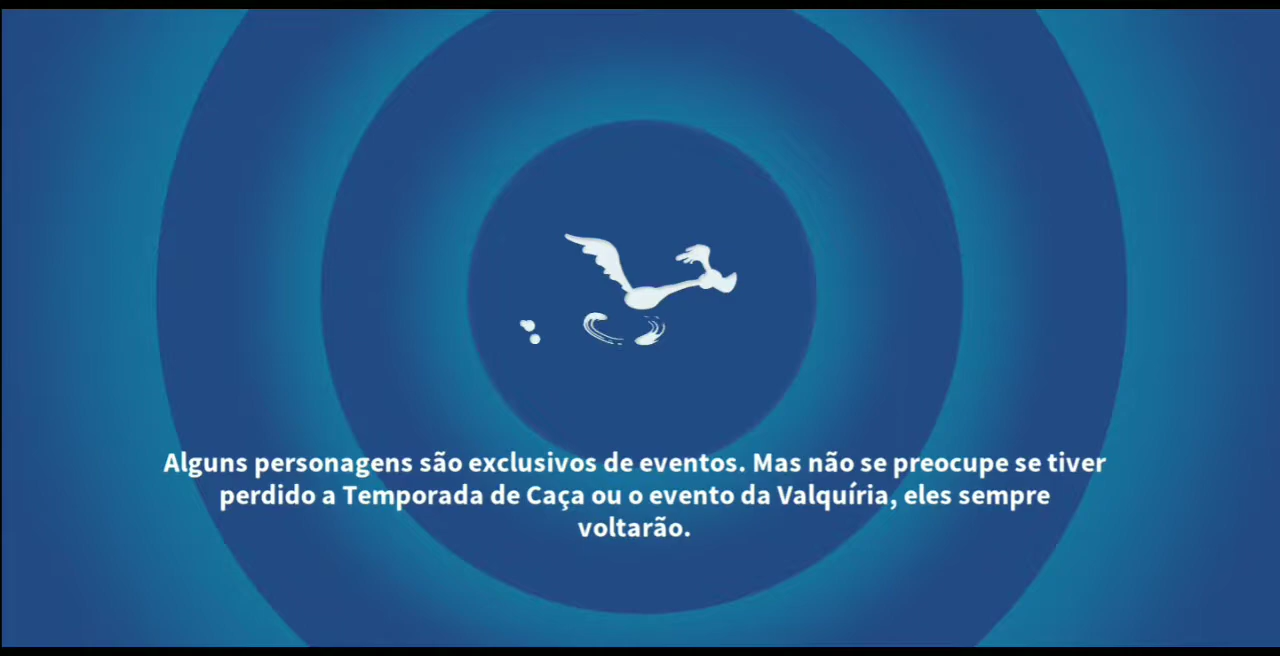 Alguns personagens são exclusivos de eventos. Mas não se preocupe se tiver
perdido a Temporada de Caça ou o evento da Valquíria, eles sempre
voltarão.